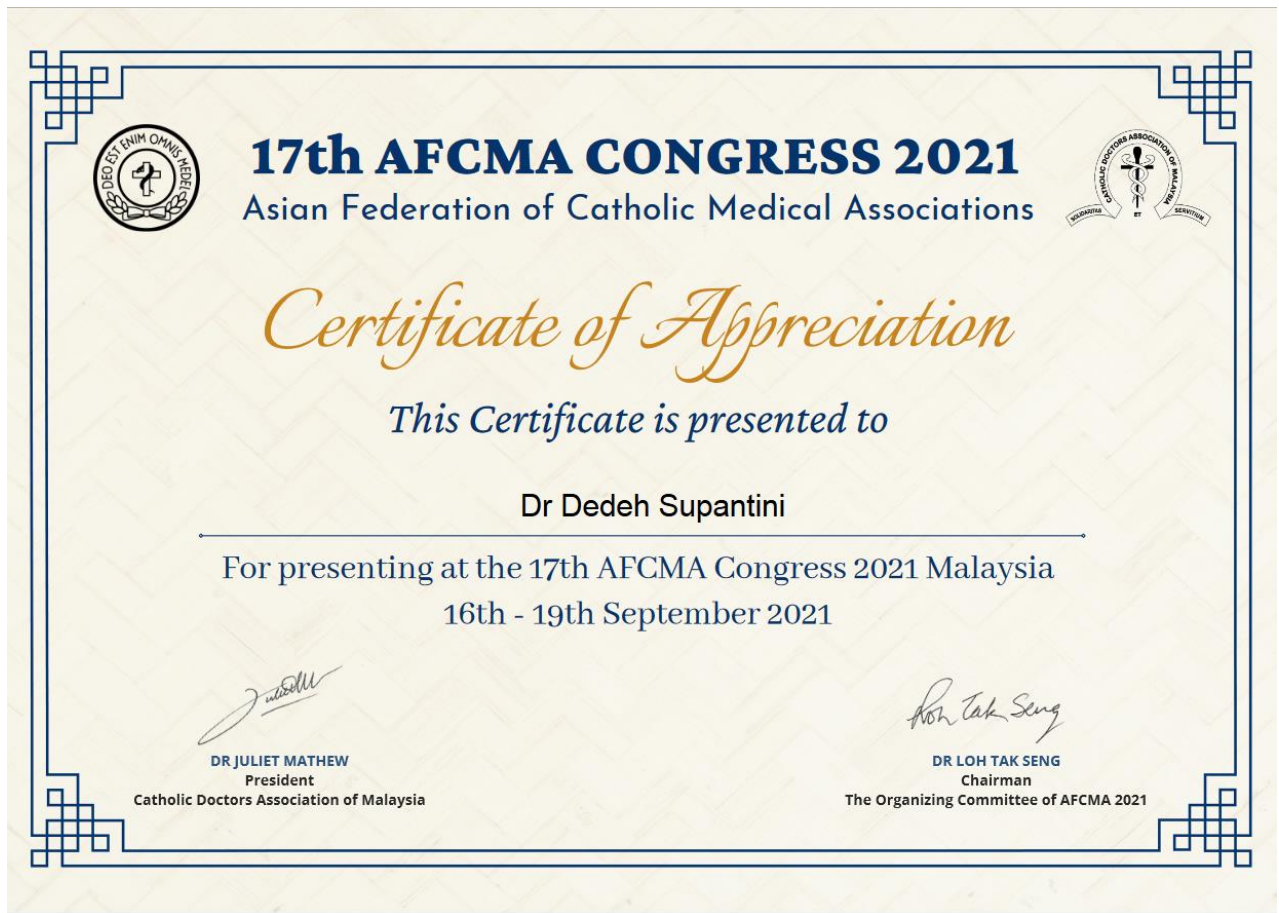 DEO EST ENIM OMNIS MEDELA
17th AFCMA CONGRESS 2021
Asian Federation of Catholic Medical Associations
CATHOLIC DOCTORS ASSOCIATION OF MALAYSIA
SOLIDARITAS ET SERVITIUM
Certificate of Appreciation
This Certificate is presented to
Dr Dedeh Supantini
For presenting at the 17th AFCMA Congress 2021 Malaysia
16th - 19th September 2021
Loh Tak Seng
DR JULIET MATHEW
President
Catholic Doctors Association of Malaysia
DR LOH TAK SENG
Chairman
The Organizing Committee of AFCMA 2021